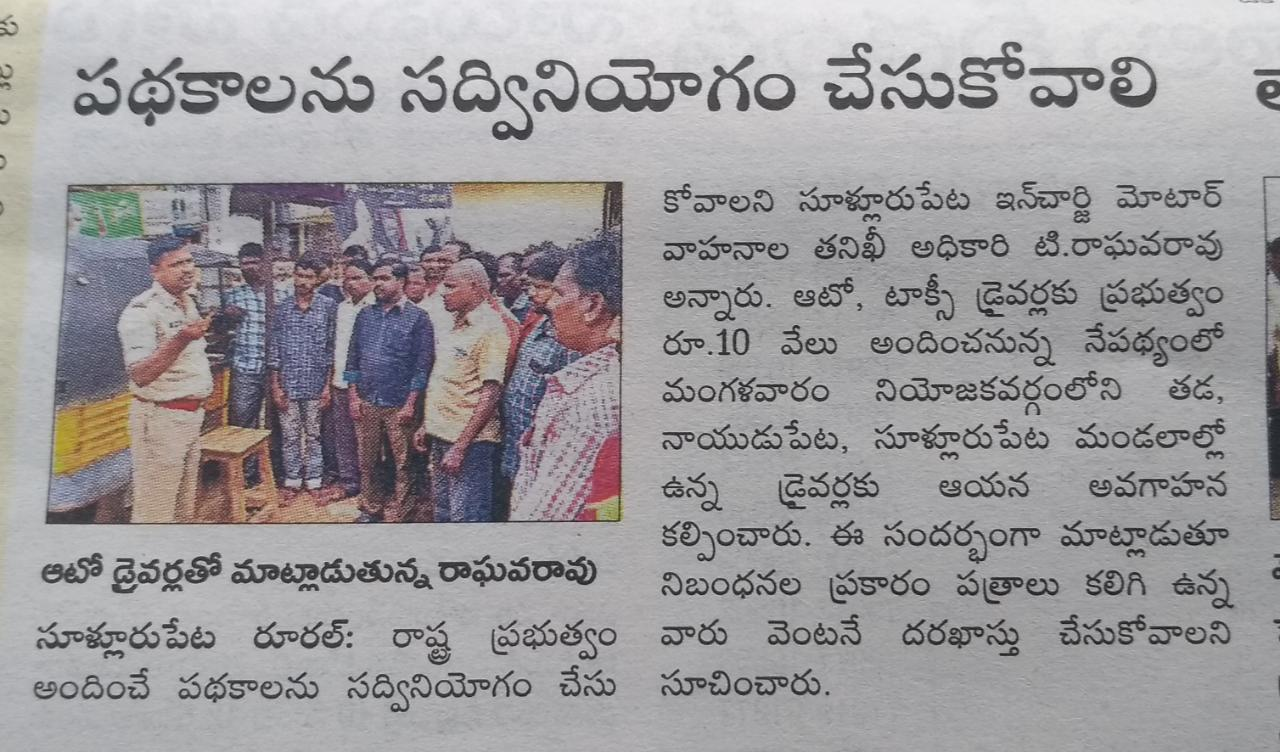 పథకాలను సద్వినియోగం చేసుకోవాలి
ఆటో డ్రైవర్లతో మాట్లాడుతున్న రాఘవరావు
సూళ్లూరుపేట రూరల్: రాష్ట్ర ప్రభుత్వం
అందించే పథకాలను సద్వినియోగం చేసు
కోవాలని సూళ్లూరుపేట ఇన్‌చార్జి మోటార్
వాహనాల తనిఖీ అధికారి టి.రాఘవరావు
అన్నారు. ఆటో, టాక్సీ డ్రైవర్లకు ప్రభుత్వం
రూ.10 వేలు అందించనున్న నేపథ్యంలో
మంగళవారం నియోజకవర్గంలోని తడ,
నాయుడుపేట, సూళ్లూరుపేట మండలాల్లో
ఉన్న డ్రైవర్లకు ఆయన అవగాహన
కల్పించారు. ఈ సందర్భంగా మాట్లాడుతూ
నిబంధనల ప్రకారం పత్రాలు కలిగి ఉన్న
వారు వెంటనే దరఖాస్తు చేసుకోవాలని
సూచించారు.